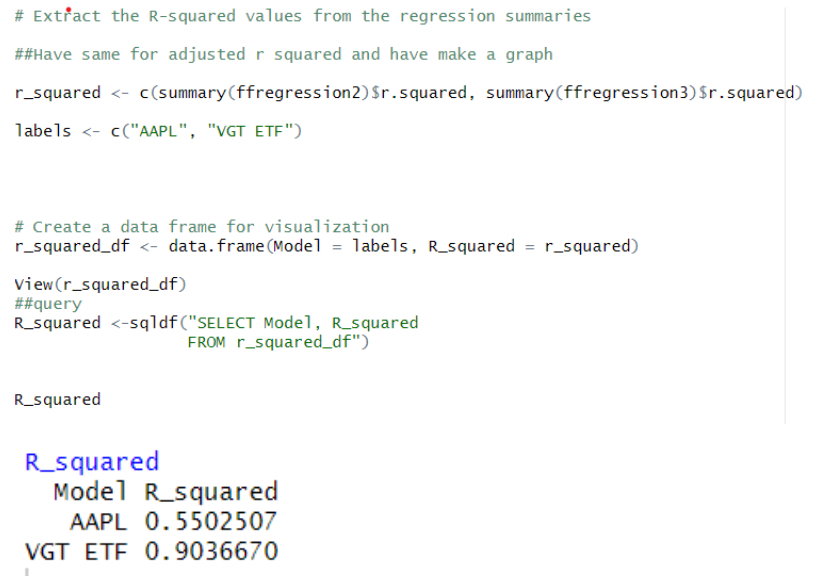 # Extract the R-squared values from the regression summaries
##Have same for adjusted r squared and have make a graph
r_squared <- c(summary(ffregression2)$r.squared, summary(ffregression3)$r.squared)
labels <- c("AAPL", "VGT ETF")
# Create a data frame for visualization
r_squared_df <- data.frame(Model = labels, R_squared = r_squared)
View(r_squared_df)
##query
R_squared <-sqldf("SELECT Model, R_squared
FROM r_squared_df")
R_squared
R_squared
Model R_squared
AAPL 0.5502507
VGT ETF 0.9036670